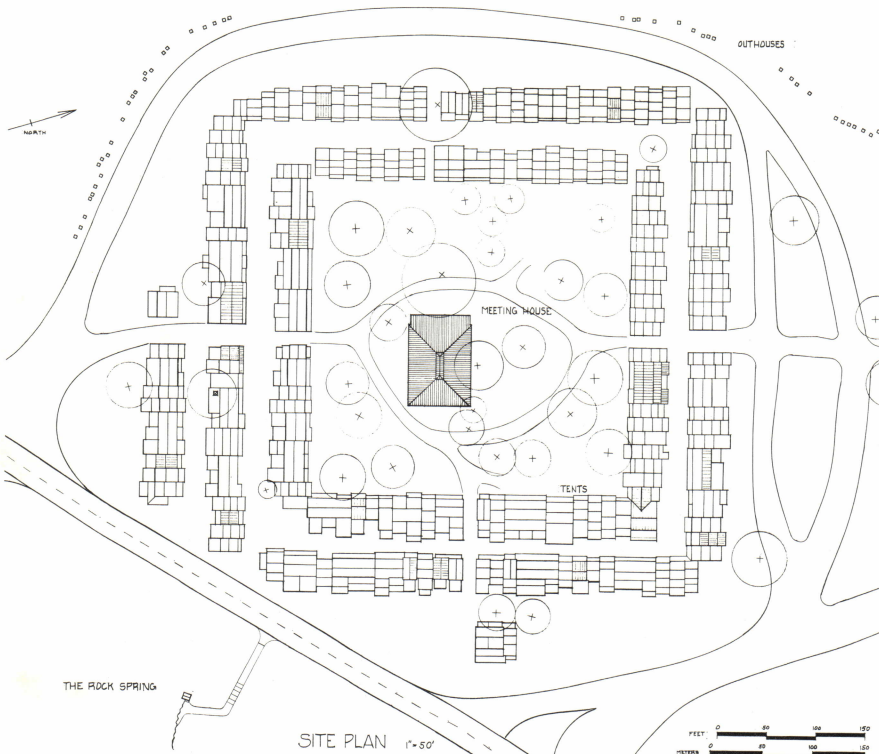 OUTHOUSES
NORTH
MEETING HOUSE
TENTS
THE ROCK SPRING
SITE PLAN 1"=50'
FEET 0 50 100 150
METERS 0 50 100 150